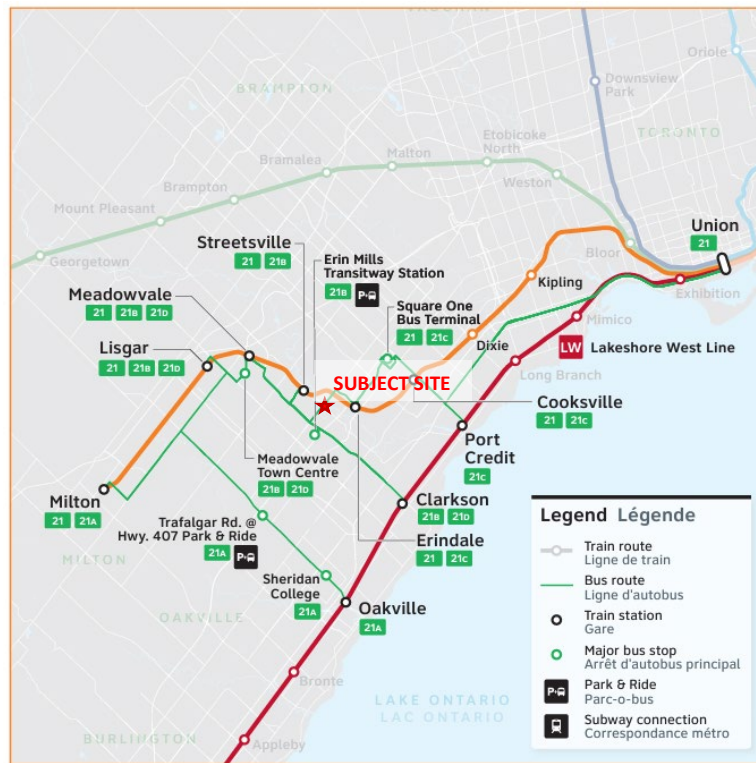 VAUGHAN
Oriole
Downsview
Park
BRAMPTON
TORONTO
Etobicoke
North
Malton
Bramalea
Weston
Brampton
Mount Pleasant
Georgetown
Union
21
Streetsville
21 21B
Erin Mills
Transitway Station
21B P
Bloor
Exhibition
Kipling
Meadowvale
21 21B 21D
Square One
Bus Terminal
21 21C
Mimico
Dixie
LW Lakeshore West Line
Lisgar
21 21B 21D
Long Branch
SUBJECT SITE
Cooksville
21 21C
Port
Credit
21C
Meadowvale
Town Centre
21B 21D
Milton
21 21A
Clarkson
21B 21D
Trafalgar Rd. @
Hwy. 407 Park & Ride
21A P
Erindale
21 21C
MILTON
Sheridan
College
21A
Oakville
21A
OAKVILLE
Bronte
LAKE ONTARIO
LAC ONTARIO
BURLINGTON
Appleby
Legend Légende
Train route
Ligne de train
Bus route
Ligne d'autobus
Train station
Gare
Major bus stop
Arrêt d'autobus principal
P Park & Ride
Parc-o-bus
Subway connection
Correspondance métro